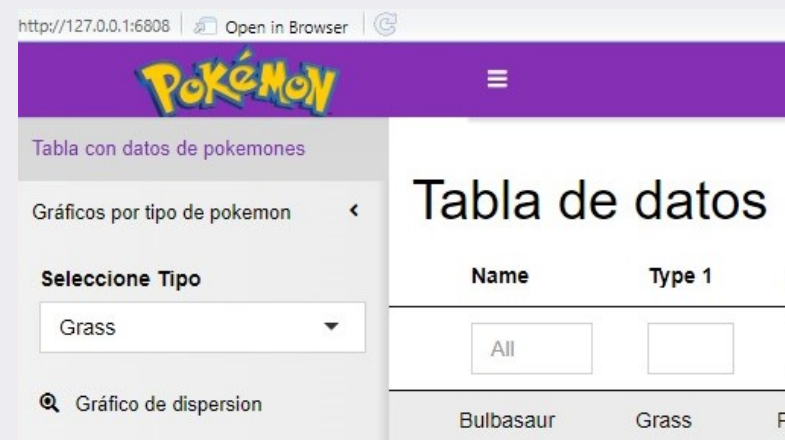 http://127.0.0.1:6808 Open in Browser
POKéMON
Tabla con datos de pokemones
Gráficos por tipo de pokemon
Seleccione Tipo
Grass
Gráfico de dispersion
Tabla de datos
Name Type 1
All
Bulbasaur Grass